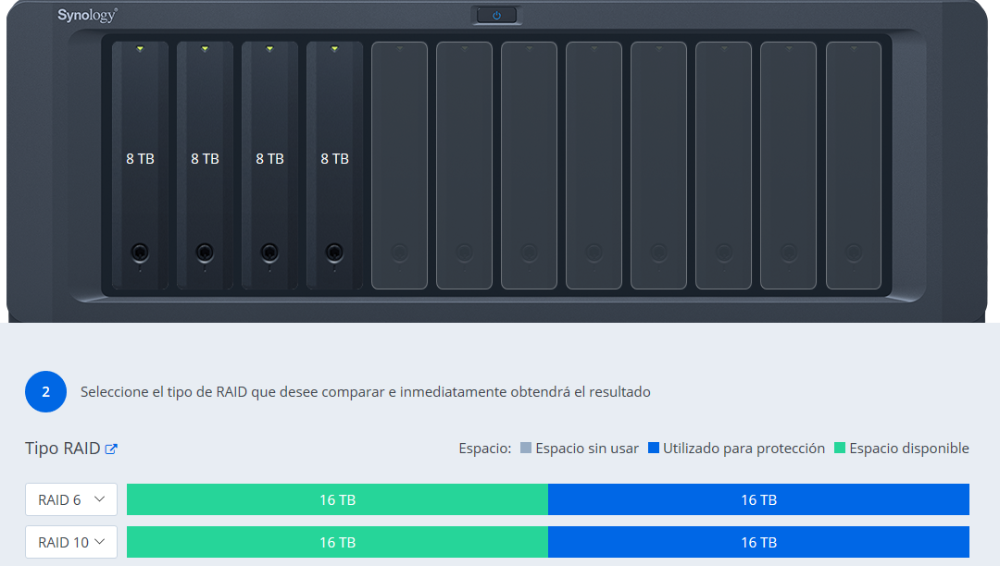 Synology®
8 TB 8 TB 8 TB 8 TB
2 Seleccione el tipo de RAID que desee comparar e inmediatamente obtendrá el resultado
Tipo RAID Espacio: Espacio sin usar Utilizado para protección Espacio disponible
RAID 6 16 TB 16 TB
RAID 10 16 TB 16 TB